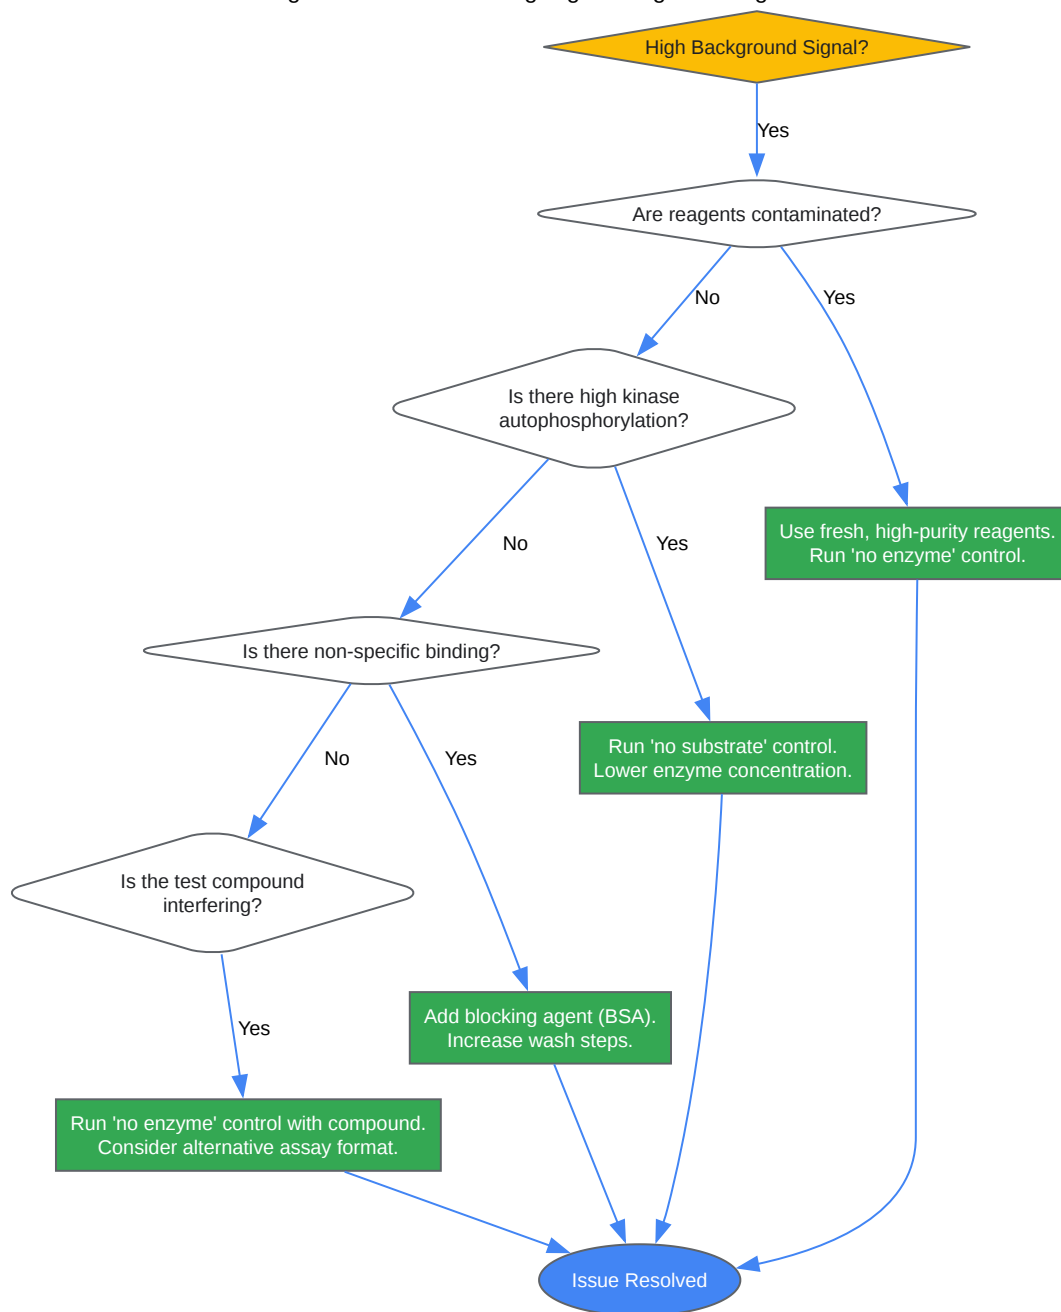 High Background Signal?
Yes
Are reagents contaminated?
No
Yes
Is there high kinase
autophosphorylation?
Use fresh, high-purity reagents.
Run 'no enzyme' control.
No
Yes
Is there non-specific binding?
Run 'no substrate' control.
Lower enzyme concentration.
No
Yes
Is the test compound
interfering?
Add blocking agent (BSA).
Increase wash steps.
Yes
Run 'no enzyme' control with compound.
Consider alternative assay format.
Issue Resolved